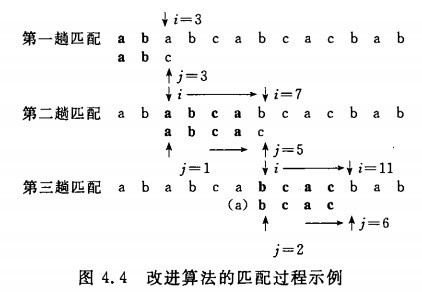 ↓ i=3
第一趟匹配 a b a b c a b c a c b a b
a b c
↑ j=3
↓ i ⟶ ↓ i=7
第二趟匹配 a b a b c a b c a c b a b
a b c a c
↑ ⟶ ↑ j=5
j=1 ↓ i ⟶ ↓ i=11
第三趟匹配 a b a b c a b c a c b a b
(a) b c a c
↑ ⟶ ↑ j=6
j=2
图 4.4 改进算法的匹配过程示例